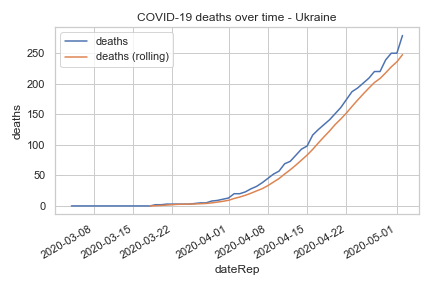 COVID-19 deaths over time - Ukraine
deaths
deaths (rolling)
250
200
150
100
50
0
deaths
2020-03-08
2020-03-15
2020-03-22
2020-04-01
2020-04-08
2020-04-15
2020-04-22
2020-05-01
dateRep